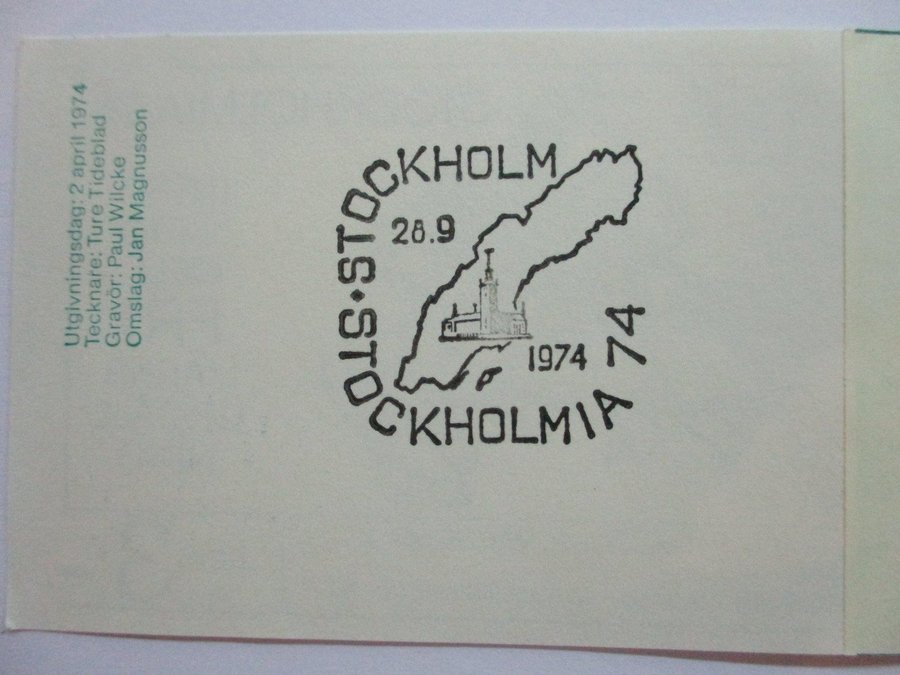 Utgivningsdag: 2 april 1974
Tecknare: Ture Tideblad
Gravör: Paul Wilcke
Omslag: Jan Magnusson
STOCKHOLM
28.9
1974
STOCKHOLMIA 74